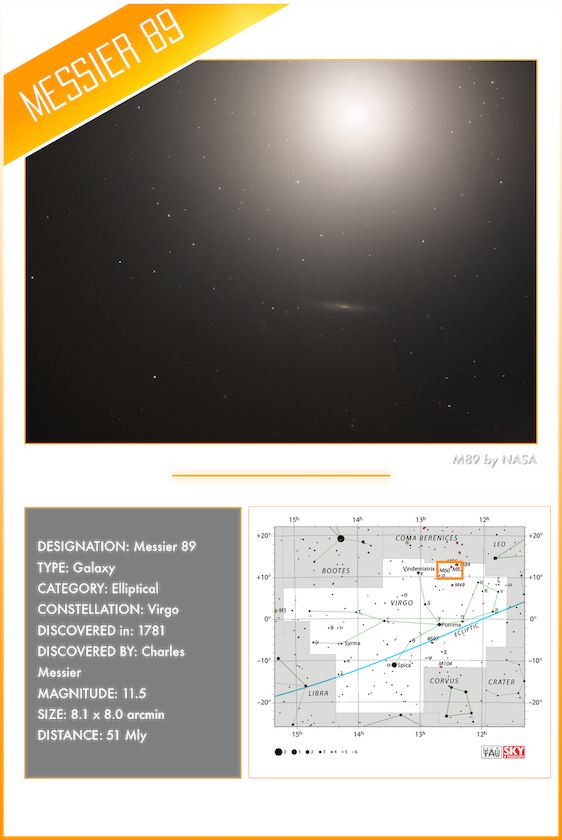 MESSIER 89
M89 by NASA
DESIGNATION: Messier 89
TYPE: Galaxy
CATEGORY: Elliptical
CONSTELLATION: Virgo
DISCOVERED in: 1781
DISCOVERED BY: Charles
Messier
MAGNITUDE: 11.5
SIZE: 8.1 x 8.0 arcmin
DISTANCE: 51 Mly
15h 14h 13h 12h
+20° COMA BERENICES LEO +20°
BOOTES Vindemiatrix M60 M84
+10° +10°
M49
VIRGO
0° Porrima 0°
ECLIPTIC
Syrma
-10° Spica M104 -10°
LIBRA CORVUS CRATER
-20° -20°
15h 14h 13h 12h
0 1 2 3 4 5 6
IAU SKY